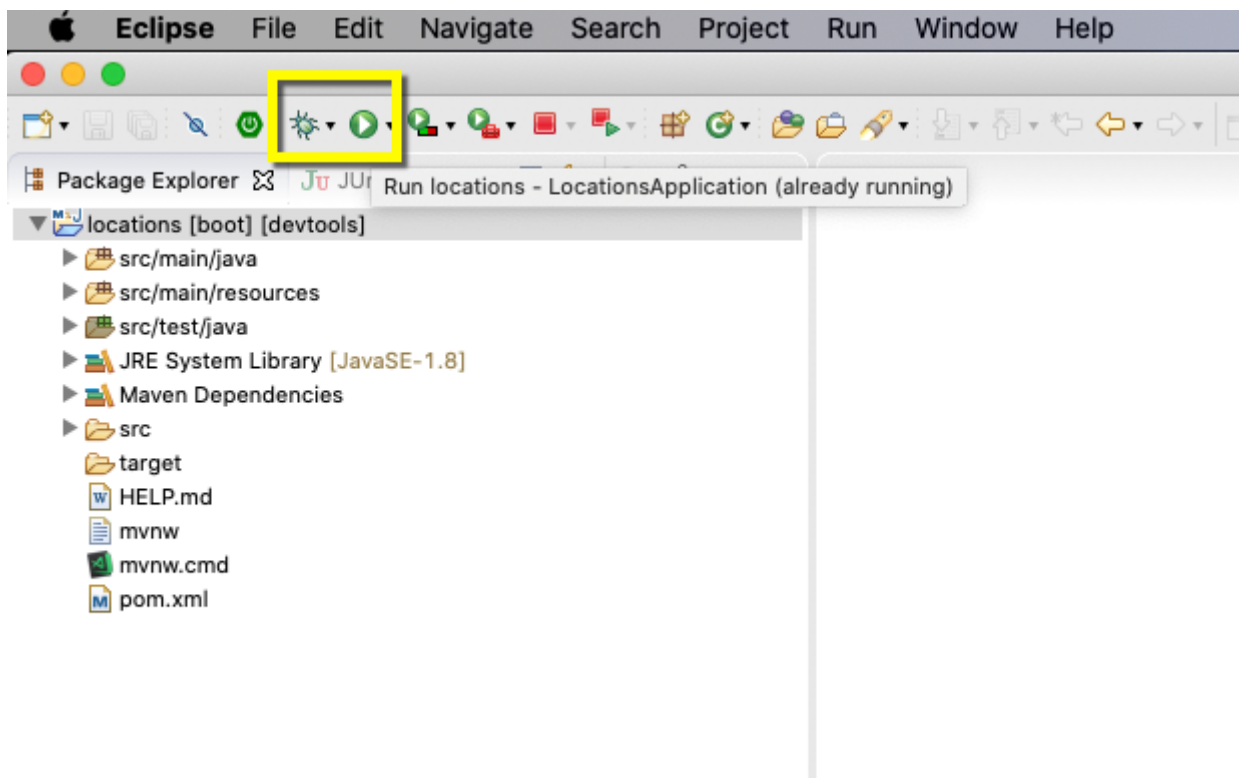 Eclipse File Edit Navigate Search Project Run Window Help
Package Explorer
Run locations - LocationsApplication (already running)
locations [boot] [devtools]
src/main/java
src/main/resources
src/test/java
JRE System Library [JavaSE-1.8]
Maven Dependencies
src
target
HELP.md
mvnw
mvnw.cmd
pom.xml